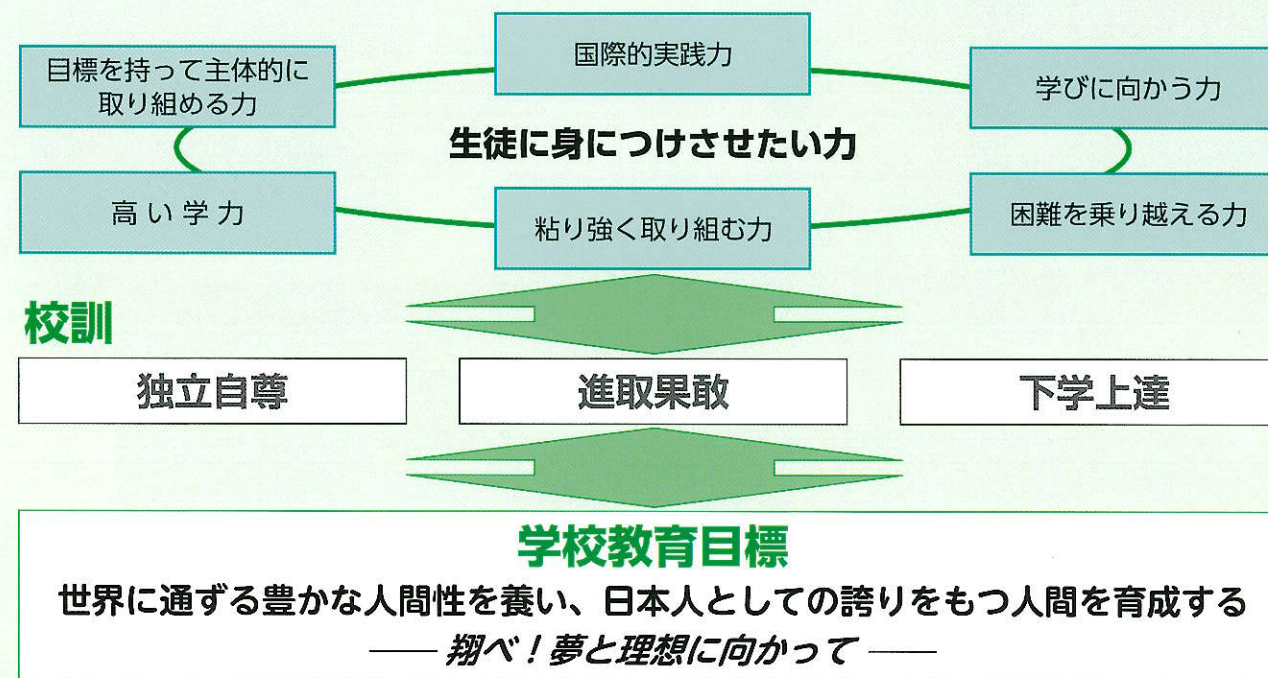 国際的実践力
目標を持って主体的に
取り組める力
学びに向かう力
生徒に身につけさせたい力
高い学力
粘り強く取り組む力
困難を乗り越える力
校訓
独立自尊
進取果敢
下学上達
学校教育目標
世界に通ずる豊かな人間性を養い、日本人としての誇りをもつ人間を育成する
―― 翔べ!夢と理想に向かって ――